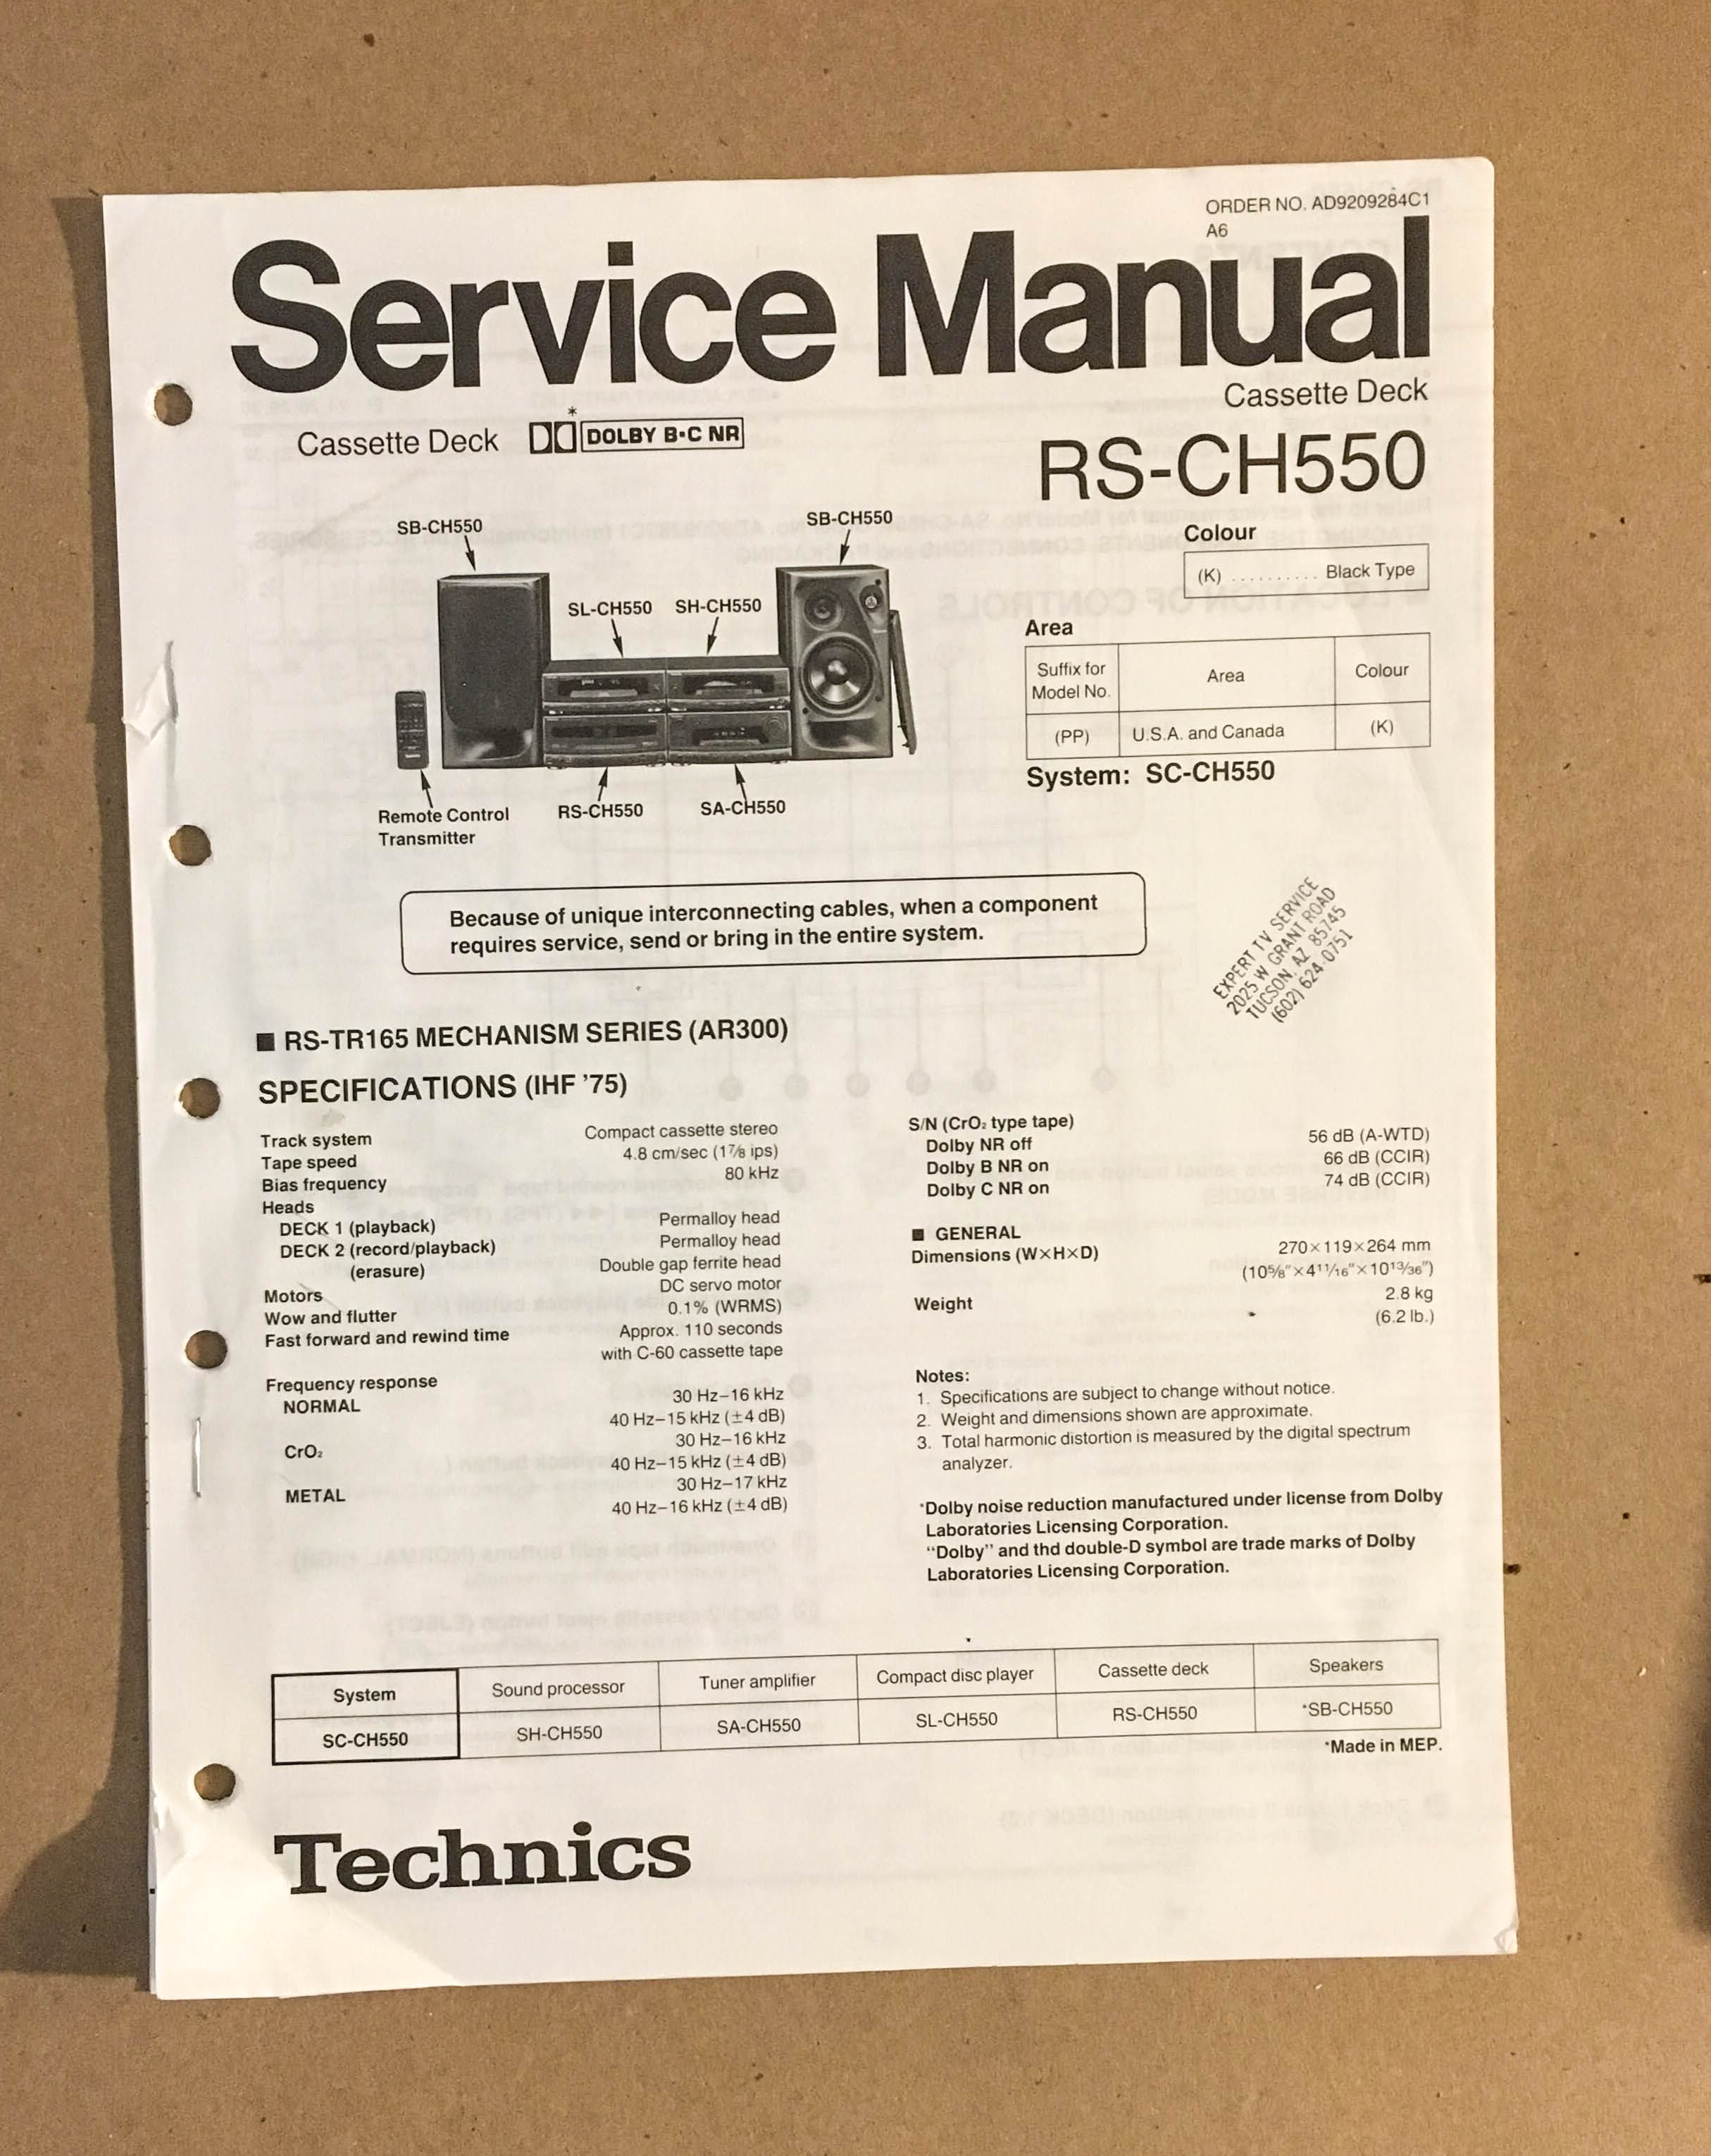 ORDER NO. AD9209284C1
A6
Service Manual
Cassette Deck
Cassette Deck
* DOLBY B·C NR
RS-CH550
Colour
(K) .......... Black Type
Area
Suffix for Model No. Area Colour
(PP) U.S.A. and Canada (K)
System: SC-CH550
SB-CH550
SB-CH550
SL-CH550 SH-CH550
Remote Control
Transmitter
RS-CH550
SA-CH550
Because of unique interconnecting cables, when a component
requires service, send or bring in the entire system.
EXPERT TV SERVICE
2025 W GRANT ROAD
TUCSON, AZ 85745
(602) 624-0751
■ RS-TR165 MECHANISM SERIES (AR300)
SPECIFICATIONS (IHF '75)
Track system Compact cassette stereo
Tape speed 4.8 cm/sec (1⅞ ips)
Bias frequency 80 kHz
Heads
DECK 1 (playback) Permalloy head
DECK 2 (record/playback) Permalloy head
(erasure) Double gap ferrite head
Motors DC servo motor
Wow and flutter 0.1% (WRMS)
Fast forward and rewind time Approx. 110 seconds
with C-60 cassette tape
Frequency response
NORMAL 30 Hz–16 kHz
40 Hz–15 kHz (±4 dB)
CrO₂ 30 Hz–16 kHz
40 Hz–15 kHz (±4 dB)
METAL 30 Hz–17 kHz
40 Hz–16 kHz (±4 dB)
S/N (CrO₂ type tape)
Dolby NR off 56 dB (A-WTD)
Dolby B NR on 66 dB (CCIR)
Dolby C NR on 74 dB (CCIR)
■ GENERAL
Dimensions (W×H×D) 270×119×264 mm
(10⅝"×4¹¹⁄₁₆"×10¹³⁄₃₆")
Weight 2.8 kg
(6.2 lb.)
Notes:
1. Specifications are subject to change without notice.
2. Weight and dimensions shown are approximate.
3. Total harmonic distortion is measured by the digital spectrum
analyzer.
*Dolby noise reduction manufactured under license from Dolby
Laboratories Licensing Corporation.
“Dolby” and thd double-D symbol are trade marks of Dolby
Laboratories Licensing Corporation.
System Sound processor Tuner amplifier Compact disc player Cassette deck Speakers
SC-CH550 SH-CH550 SA-CH550 SL-CH550 RS-CH550 *SB-CH550
*Made in MEP.
Technics